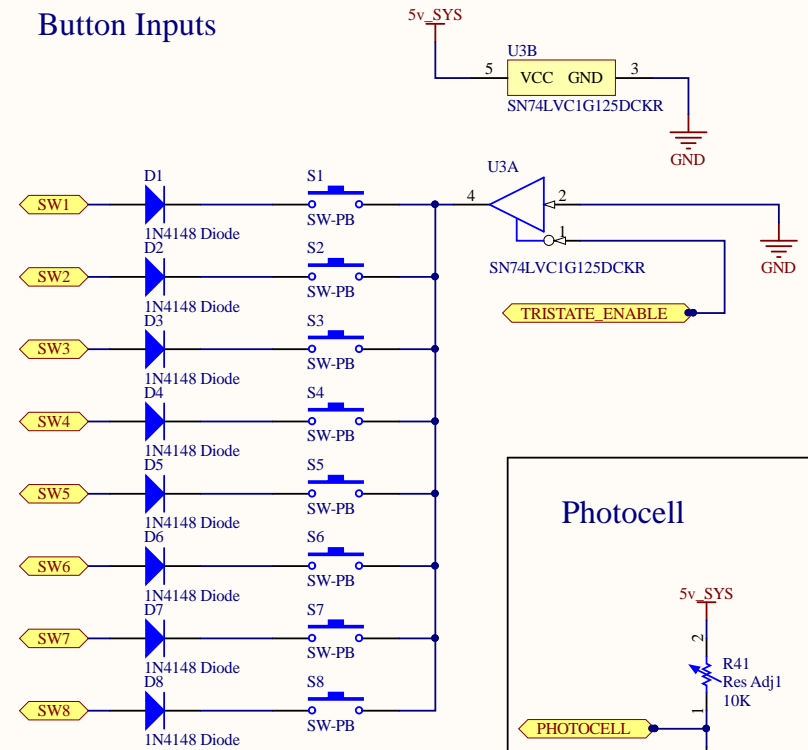 Button Inputs
5v_SYS
U3B
5 VCC GND 3
SN74LVC1G125DCKR
GND
U3A
4 2
1
GND
SN74LVC1G125DCKR
TRISTATE_ENABLE
D1 S1
SW1
1N4148 Diode SW-PB
D2 S2
SW2
1N4148 Diode SW-PB
D3 S3
SW3
1N4148 Diode SW-PB
D4 S4
SW4
1N4148 Diode SW-PB
D5 S5
SW5
1N4148 Diode SW-PB
D6 S6
SW6
1N4148 Diode SW-PB
D7 S7
SW7
1N4148 Diode SW-PB
D8 S8
SW8
1N4148 Diode SW-PB
Photocell
5v_SYS
2
R41
Res Adj1
10K
1
PHOTOCELL